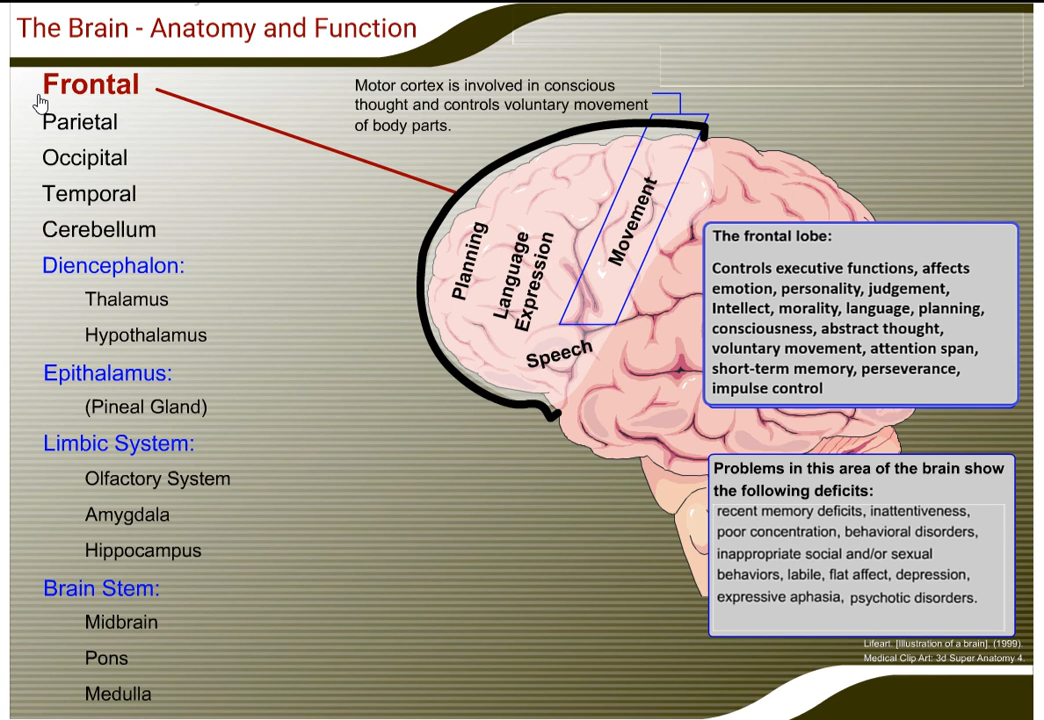 The Brain - Anatomy and Function
Frontal
Parietal
Occipital
Temporal
Cerebellum
Diencephalon:
Thalamus
Hypothalamus
Epithalamus:
(Pineal Gland)
Limbic System:
Olfactory System
Amygdala
Hippocampus
Brain Stem:
Midbrain
Pons
Medulla
Motor cortex is involved in conscious
thought and controls voluntary movement
of body parts.
Planning
Language
Expression
Movement
Speech
The frontal lobe:
Controls executive functions, affects
emotion, personality, judgement,
Intellect, morality, language, planning,
consciousness, abstract thought,
voluntary movement, attention span,
short-term memory, perseverance,
impulse control
Problems in this area of the brain show
the following deficits:
recent memory deficits, inattentiveness,
poor concentration, behavioral disorders,
inappropriate social and/or sexual
behaviors, labile, flat affect, depression,
expressive aphasia, psychotic disorders.
Lifeart. [Illustration of a brain]. (1999).
Medical Clip Art: 3d Super Anatomy 4.